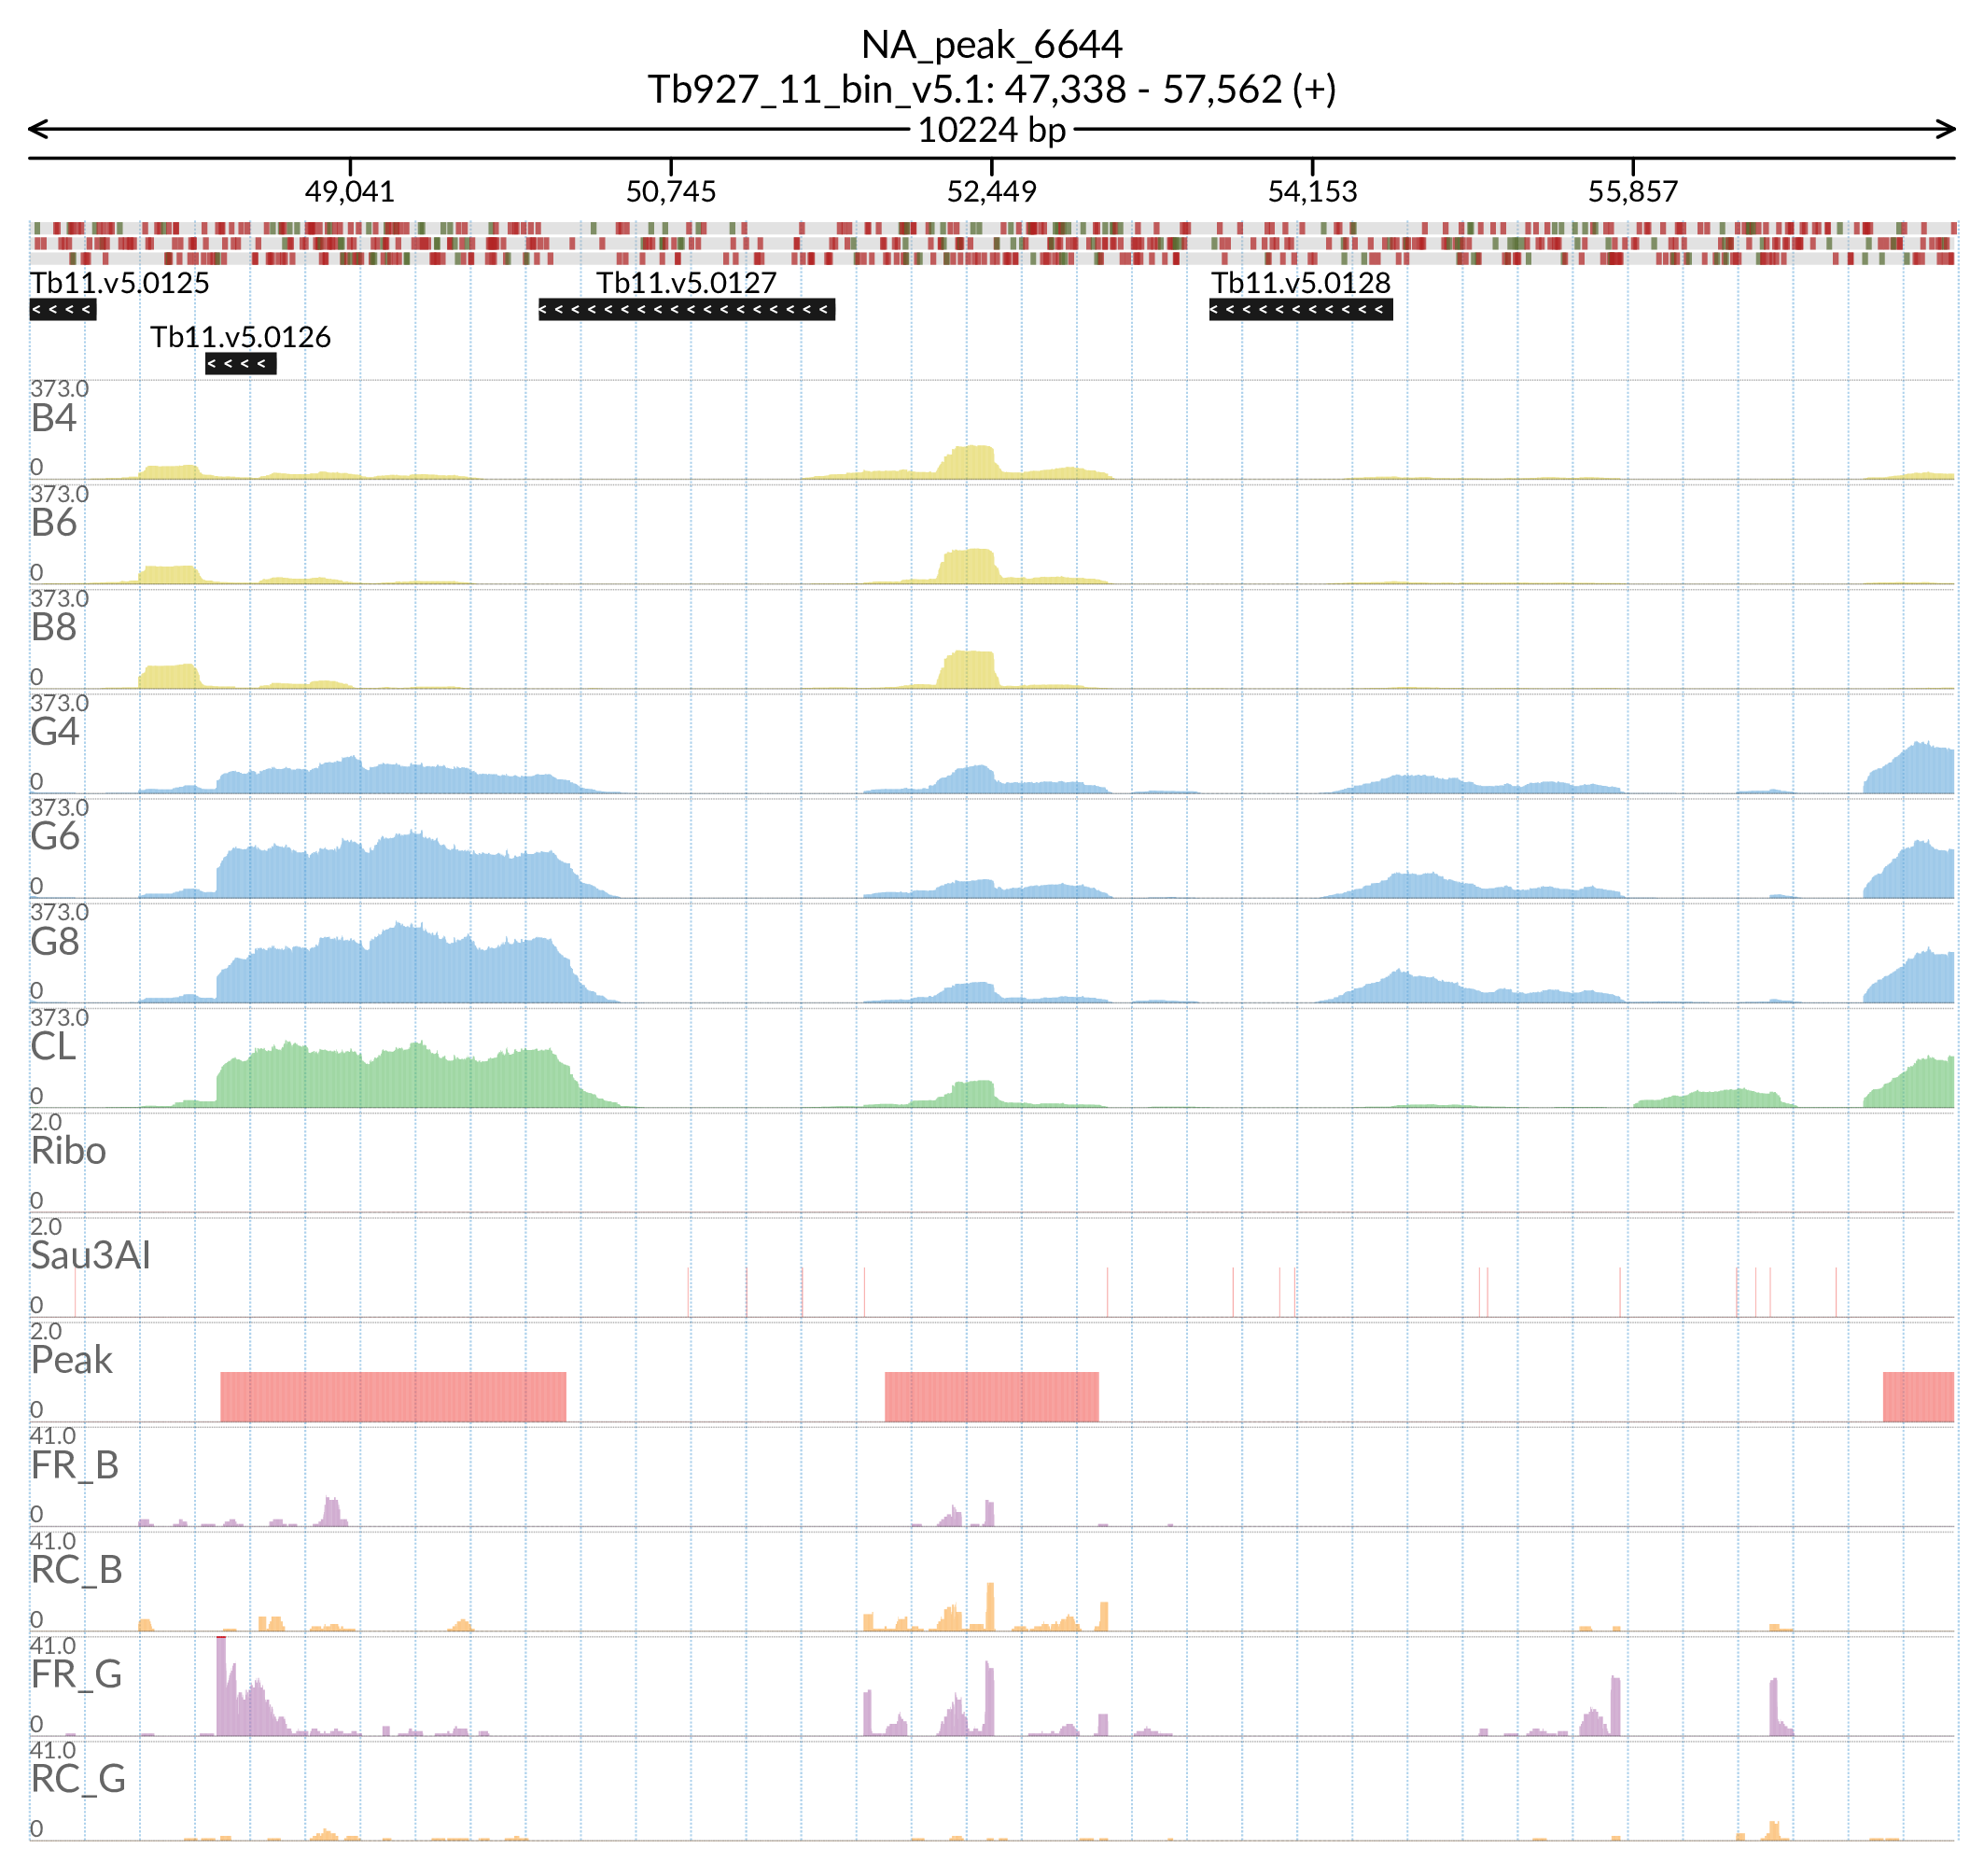 NA_peak_6644
Tb927_11_bin_v5.1: 47,338 - 57,562 (+)
10224 bp
49,041 50,745 52,449 54,153 55,857
Tb11.v5.0125 Tb11.v5.0127 Tb11.v5.0128
Tb11.v5.0126
373.0
B4
0
373.0
B6
0
373.0
B8
0
373.0
G4
0
373.0
G6
0
373.0
G8
0
373.0
CL
0
2.0
Ribo
0
2.0
Sau3AI
0
2.0
Peak
0
41.0
FR_B
0
41.0
RC_B
0
41.0
FR_G
0
41.0
RC_G
0